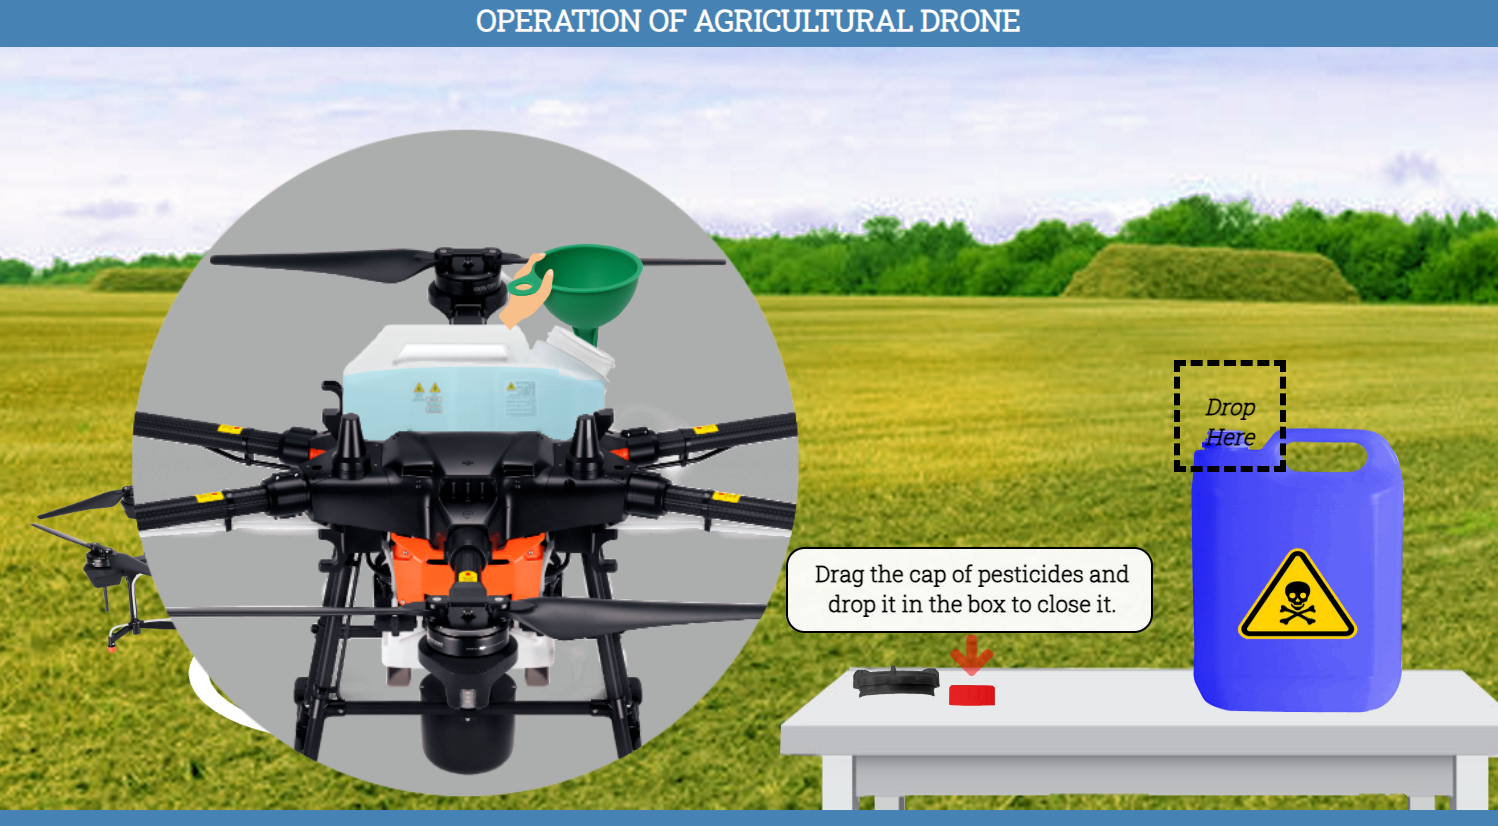 OPERATION OF AGRICULTURAL DRONE
Drop
Here
Drag the cap of pesticides and
drop it in the box to close it.